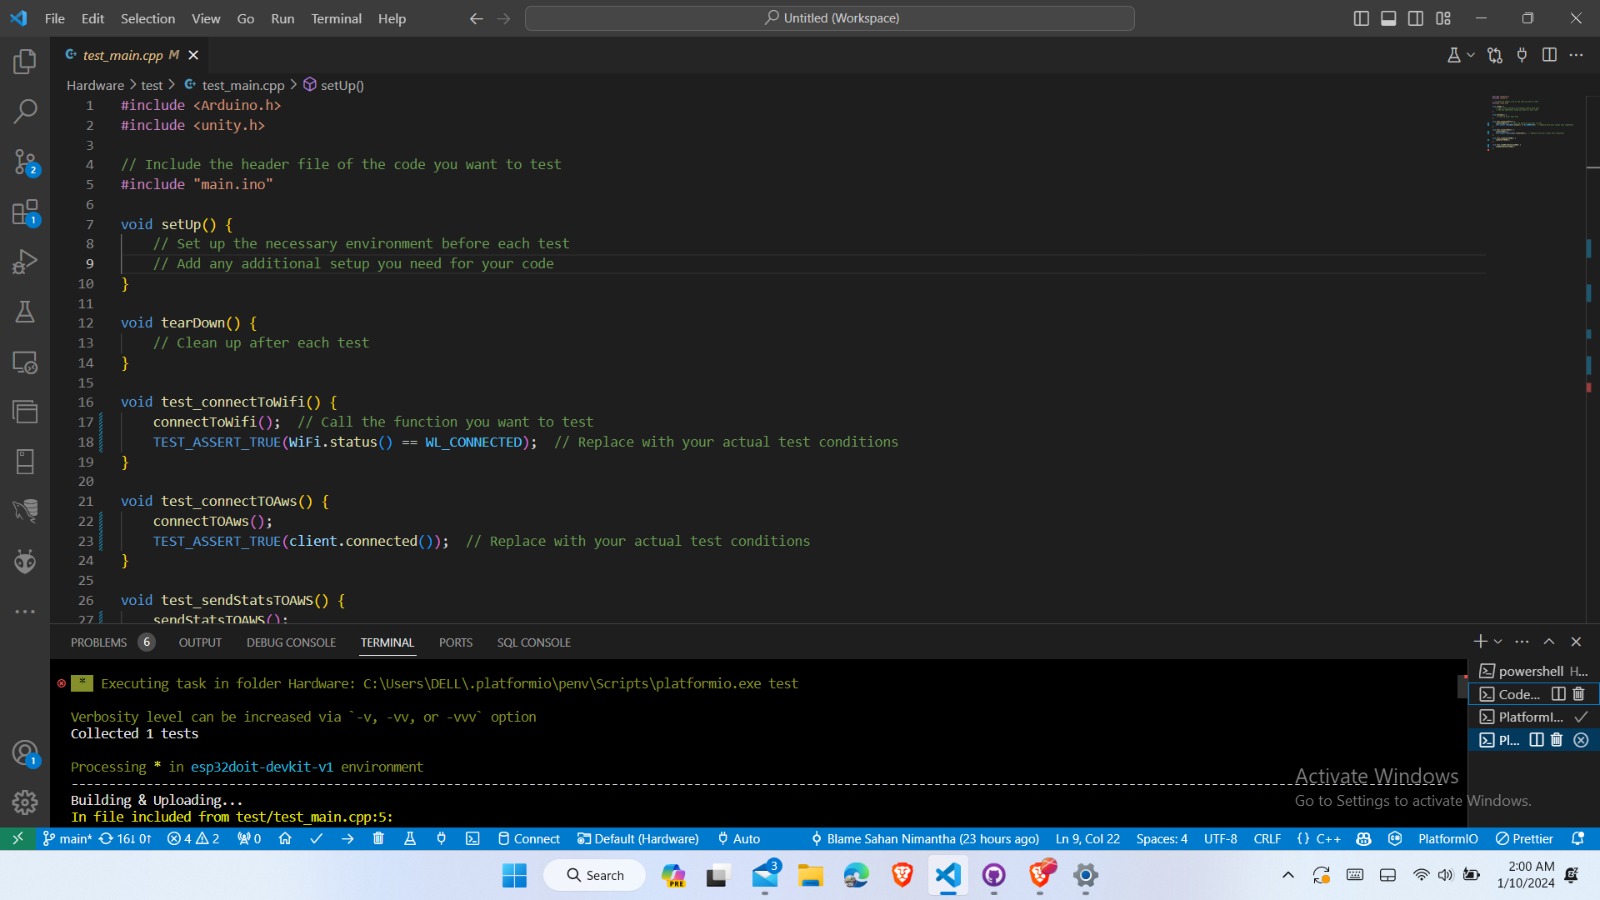 File Edit Selection View Go Run Terminal Help
Untitled (Workspace)
test_main.cpp M
Hardware > test > test_main.cpp > setUp()
1 #include <Arduino.h>
2 #include <unity.h>
3
4 // Include the header file of the code you want to test
5 #include "main.ino"
6
7 void setUp() {
8 // Set up the necessary environment before each test
9 // Add any additional setup you need for your code
10 }
11
12 void tearDown() {
13 // Clean up after each test
14 }
15
16 void test_connectToWifi() {
17 connectToWifi(); // Call the function you want to test
18 TEST_ASSERT_TRUE(WiFi.status() == WL_CONNECTED); // Replace with your actual test conditions
19 }
20
21 void test_connectTOAws() {
22 connectTOAws();
23 TEST_ASSERT_TRUE(client.connected()); // Replace with your actual test conditions
24 }
25
26 void test_sendStatsTOAWS() {
27 sendStatsTOAWS();
2
1
1
PROBLEMS 6 OUTPUT DEBUG CONSOLE TERMINAL PORTS SQL CONSOLE
* Executing task in folder Hardware: C:\Users\DELL\.platformio\penv\Scripts\platformio.exe test
Verbosity level can be increased via `-v, -vv, or -vvv` option
Collected 1 tests
Processing * in esp32doit-devkit-v1 environment
Building & Uploading...
In file included from test/test_main.cpp:5:
powershell H...
Code...
PlatformI...
Pl...
Activate Windows
Go to Settings to activate Windows.
main* 16↓ 0↑ 4 2 0 Connect Default (Hardware) Auto Blame Sahan Nimantha (23 hours ago) Ln 9, Col 22 Spaces: 4 UTF-8 CRLF {} C++ PlatformIO Prettier
Search PRE 3 2:00 AM
1/10/2024